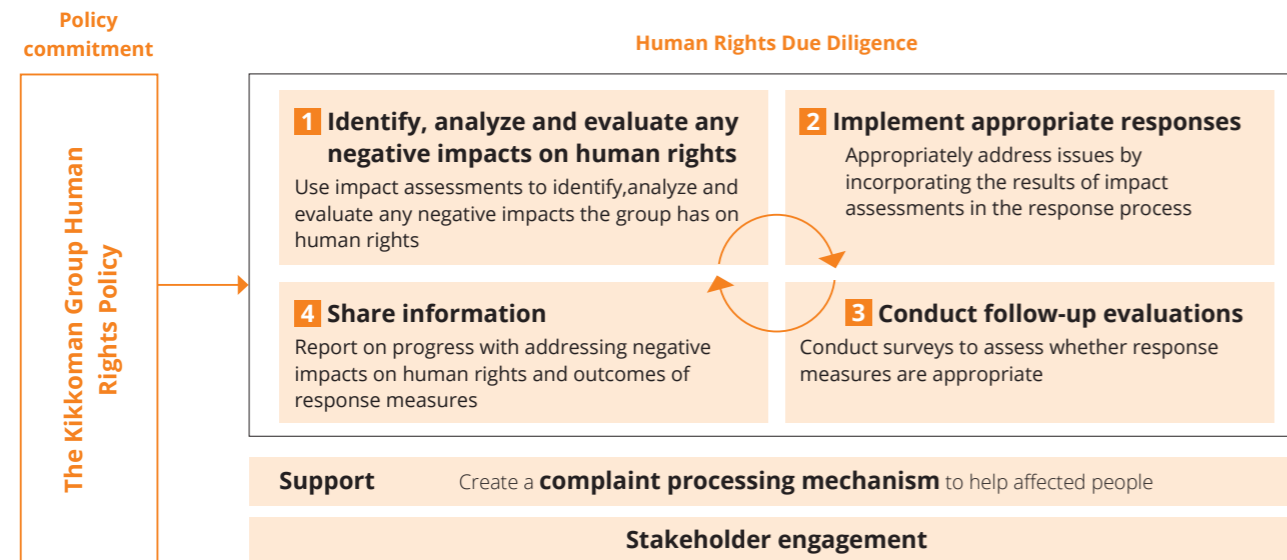 Policy
commitment
Human Rights Due Diligence
The Kikkoman Group Human
Rights Policy
1 Identify, analyze and evaluate any
negative impacts on human rights
Use impact assessments to identify,analyze and
evaluate any negative impacts the group has on
human rights
2 Implement appropriate responses
Appropriately address issues by
incorporating the results of impact
assessments in the response process
4 Share information
Report on progress with addressing negative
impacts on human rights and outcomes of
response measures
3 Conduct follow-up evaluations
Conduct surveys to assess whether response
measures are appropriate
Support Create a complaint processing mechanism to help affected people
Stakeholder engagement